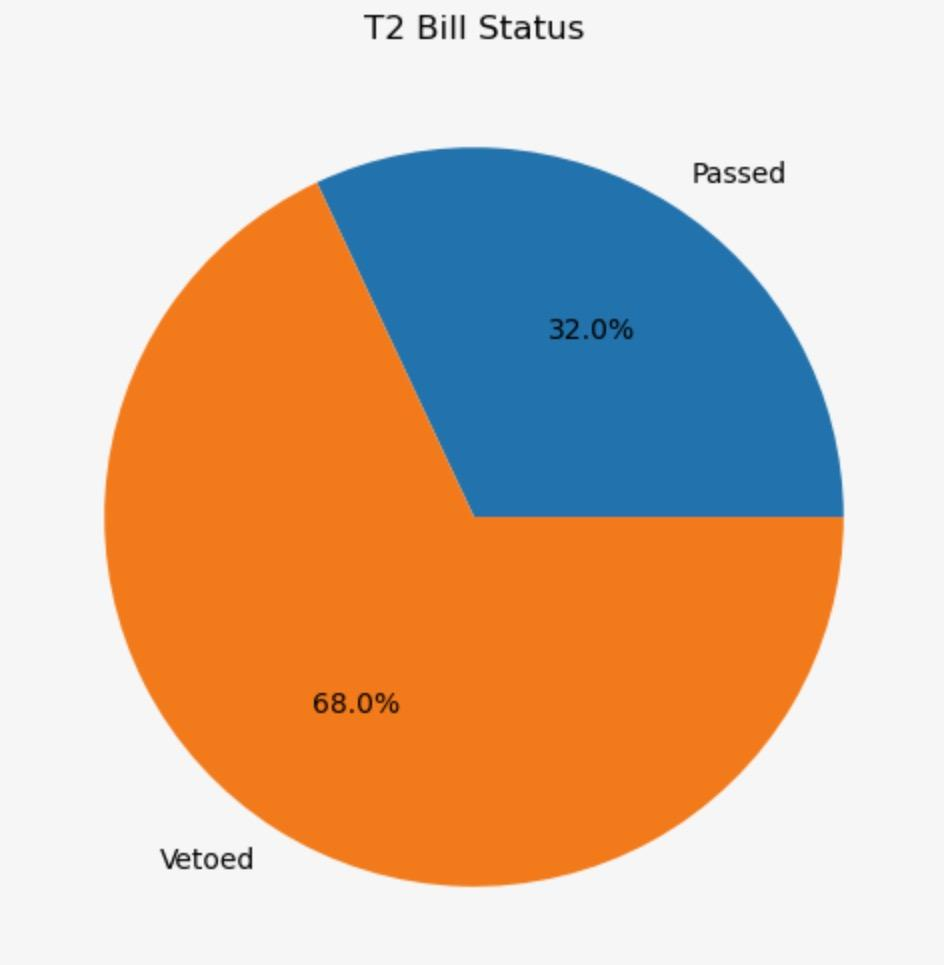 T2 Bill Status
Passed
32.0%
68.0%
Vetoed